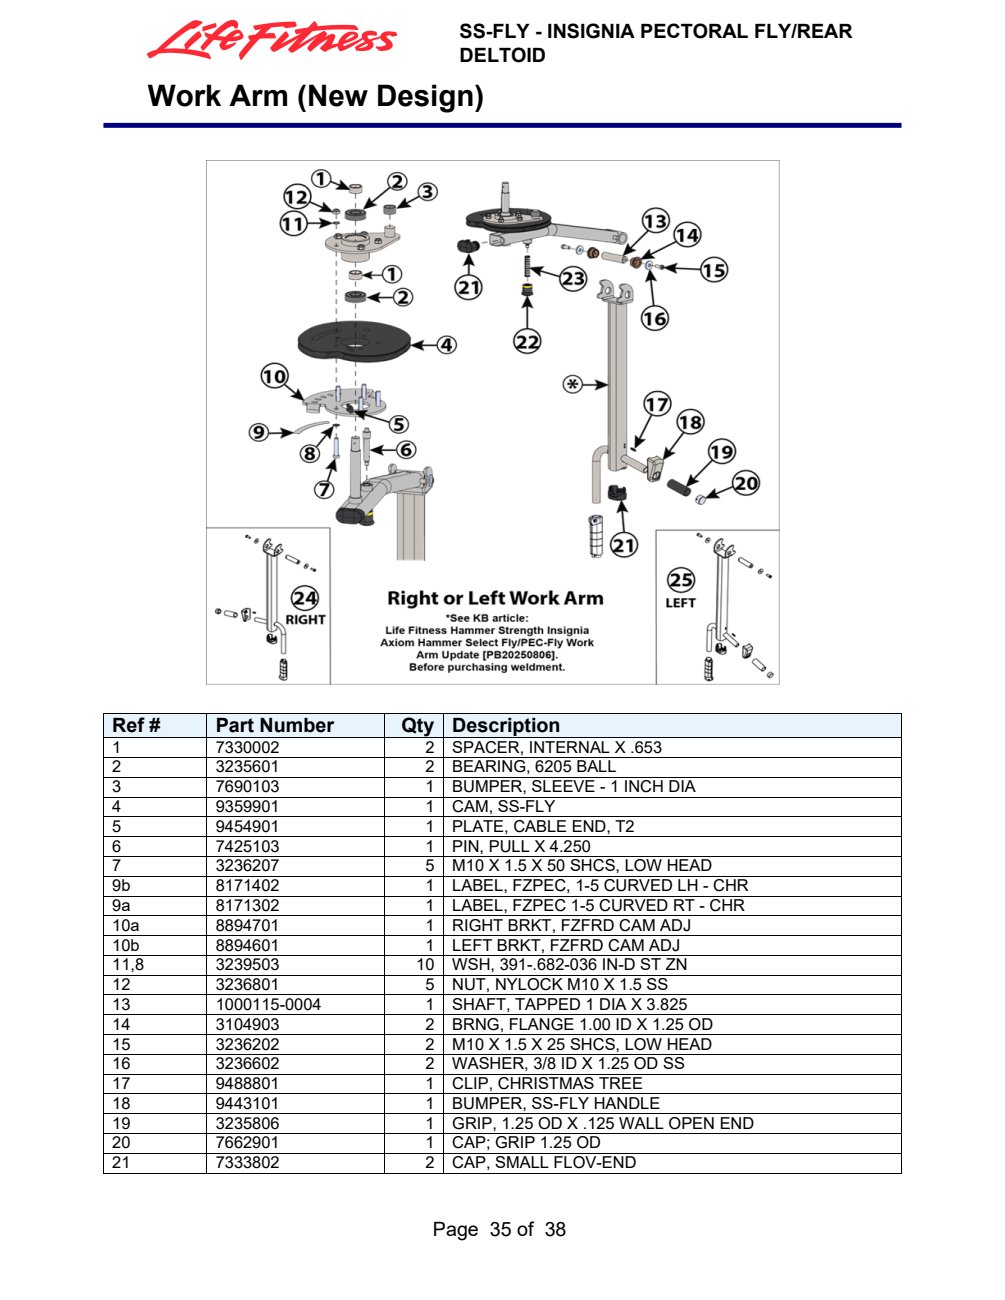 Life Fitness
SS-FLY - INSIGNIA PECTORAL FLY/REAR
DELTOID
Work Arm (New Design)
1
2
3
12
11
1
2
4
10
5
9
8
6
7
13
14
15
16
21
23
22
*
17
18
19
20
21
24
RIGHT
25
LEFT
Right or Left Work Arm
*See KB article:
Life Fitness Hammer Strength Insignia
Axiom Hammer Select Fly/PEC-Fly Work
Arm Update [PB20250806].
Before purchasing weldment.
Ref # Part Number Qty Description
1 7330002 2 SPACER, INTERNAL X .653
2 3235601 2 BEARING, 6205 BALL
3 7690103 1 BUMPER, SLEEVE - 1 INCH DIA
4 9359901 1 CAM, SS-FLY
5 9454901 1 PLATE, CABLE END, T2
6 7425103 1 PIN, PULL X 4.250
7 3236207 5 M10 X 1.5 X 50 SHCS, LOW HEAD
9b 8171402 1 LABEL, FZPEC, 1-5 CURVED LH - CHR
9a 8171302 1 LABEL, FZPEC 1-5 CURVED RT - CHR
10a 8894701 1 RIGHT BRKT, FZFRD CAM ADJ
10b 8894601 1 LEFT BRKT, FZFRD CAM ADJ
11,8 3239503 10 WSH, 391-.682-036 IN-D ST ZN
12 3236801 5 NUT, NYLOCK M10 X 1.5 SS
13 1000115-0004 1 SHAFT, TAPPED 1 DIA X 3.825
14 3104903 2 BRNG, FLANGE 1.00 ID X 1.25 OD
15 3236202 2 M10 X 1.5 X 25 SHCS, LOW HEAD
16 3236602 2 WASHER, 3/8 ID X 1.25 OD SS
17 9488801 1 CLIP, CHRISTMAS TREE
18 9443101 1 BUMPER, SS-FLY HANDLE
19 3235806 1 GRIP, 1.25 OD X .125 WALL OPEN END
20 7662901 1 CAP; GRIP 1.25 OD
21 7333802 2 CAP, SMALL FLOV-END
Page 35 of 38